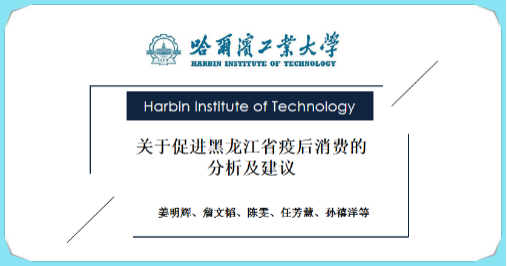 哈爾濱工業大學
HARBIN INSTITUTE OF TECHNOLOGY
Harbin Institute of Technology
关于促进黑龙江省疫后消费的
分析及建议
姜明辉、詹文韬、陈雯、任芳慧、孙禧洋等